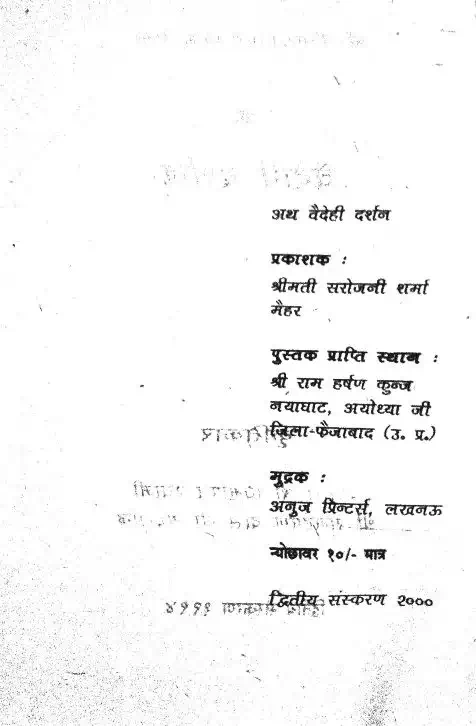 अथ वैदेही दर्शन
प्रकाशक :
श्रीमती सरोजनी शर्मा
मैहर
पुस्तक प्राप्ति स्थान :
श्री राम हर्षण कुन्ज
नयाघाट, अयोध्या जी
ज़िला-फैजाबाद (उ. प्र.)
मुद्रक :
अनुज प्रिन्टर्स, लखनऊ
न्योछावर १०/- मात्र
द्वितीय संस्करण २०००